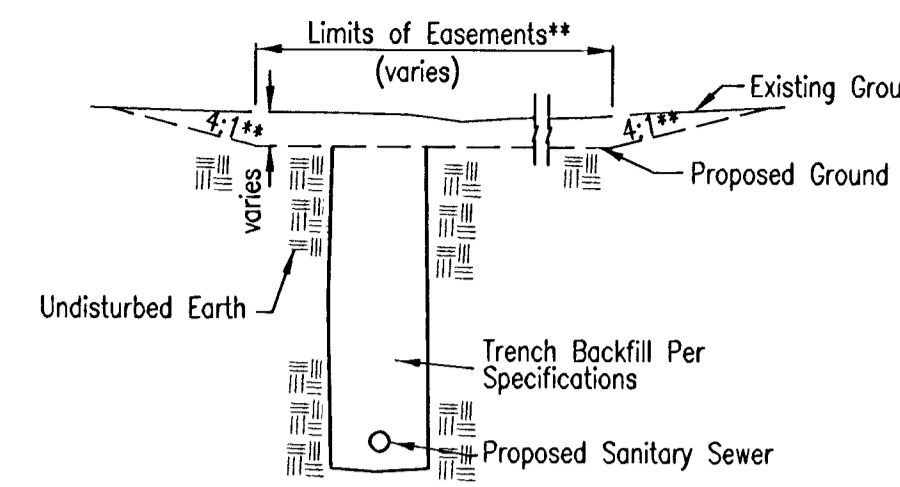 Limits of Easements**
(varies)
Existing Grou
4;1**
4;1**
Proposed Ground
varies
Undisturbed Earth
Trench Backfill Per
Specifications
Proposed Sanitary Sewer